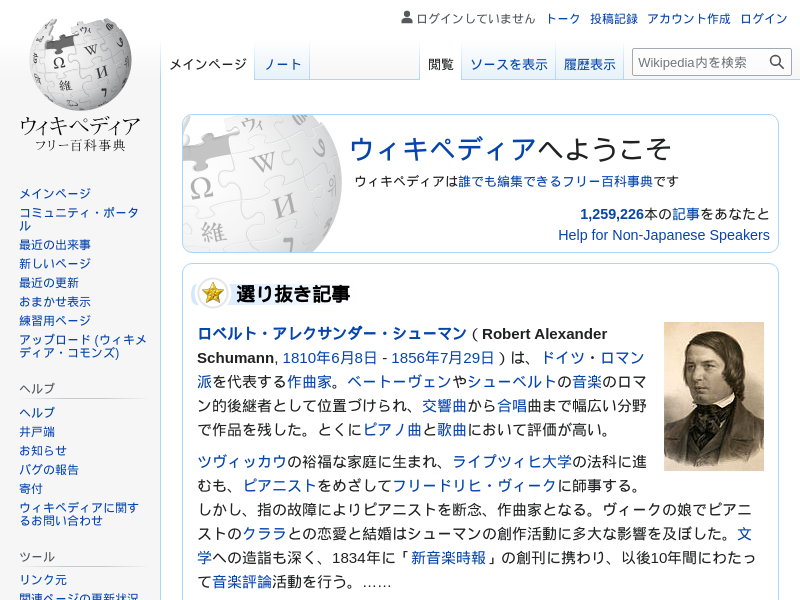 ログインしていません トーク 投稿記録 アカウント作成 ログイン
メインページ ノート 閲覧 ソースを表示 履歴表示 Wikipedia内を検索
Ω W И 維 ウィ
ウィキペディア
フリー百科事典
メインページ
コミュニティ・ポータ
ル
最近の出来事
新しいページ
最近の更新
おまかせ表示
練習用ページ
アップロード (ウィキメ
ディア・コモンズ)
ヘルプ
ヘルプ
井戸端
お知らせ
バグの報告
寄付
ウィキペディアに関す
るお問い合わせ
ツール
リンク元
関連ページの更新状況
Ω W И 維 7 ウィ
ウィキペディアへようこそ
ウィキペディアは誰でも編集できるフリー百科事典です
1,259,226本の記事をあなたと
Help for Non-Japanese Speakers
選り抜き記事
ロベルト・アレクサンダー・シューマン(Robert Alexander
Schumann, 1810年6月8日 - 1856年7月29日)は、ドイツ・ロマン
派を代表する作曲家。ベートーヴェンやシューベルトの音楽のロマ
ン的後継者として位置づけられ、交響曲から合唱曲まで幅広い分野
で作品を残した。とくにピアノ曲と歌曲において評価が高い。
ツヴィッカウの裕福な家庭に生まれ、ライプツィヒ大学の法科に進
むも、ピアニストをめざしてフリードリヒ・ヴィークに師事する。
しかし、指の故障によりピアニストを断念、作曲家となる。ヴィークの娘でピアニ
ストのクララとの恋愛と結婚はシューマンの創作活動に多大な影響を及ぼした。文
学への造詣も深く、1834年に「新音楽時報」の創刊に携わり、以後10年間にわたっ
て音楽評論活動を行う。……